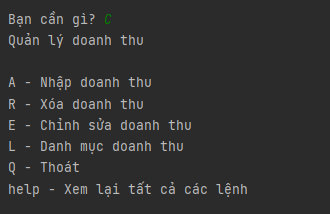 Bạn cần gì? C
Quản lý doanh thu
A - Nhập doanh thu
R - Xóa doanh thu
E - Chỉnh sửa doanh thu
L - Danh mục doanh thu
Q - Thoát
help - Xem lại tất cả các lệnh